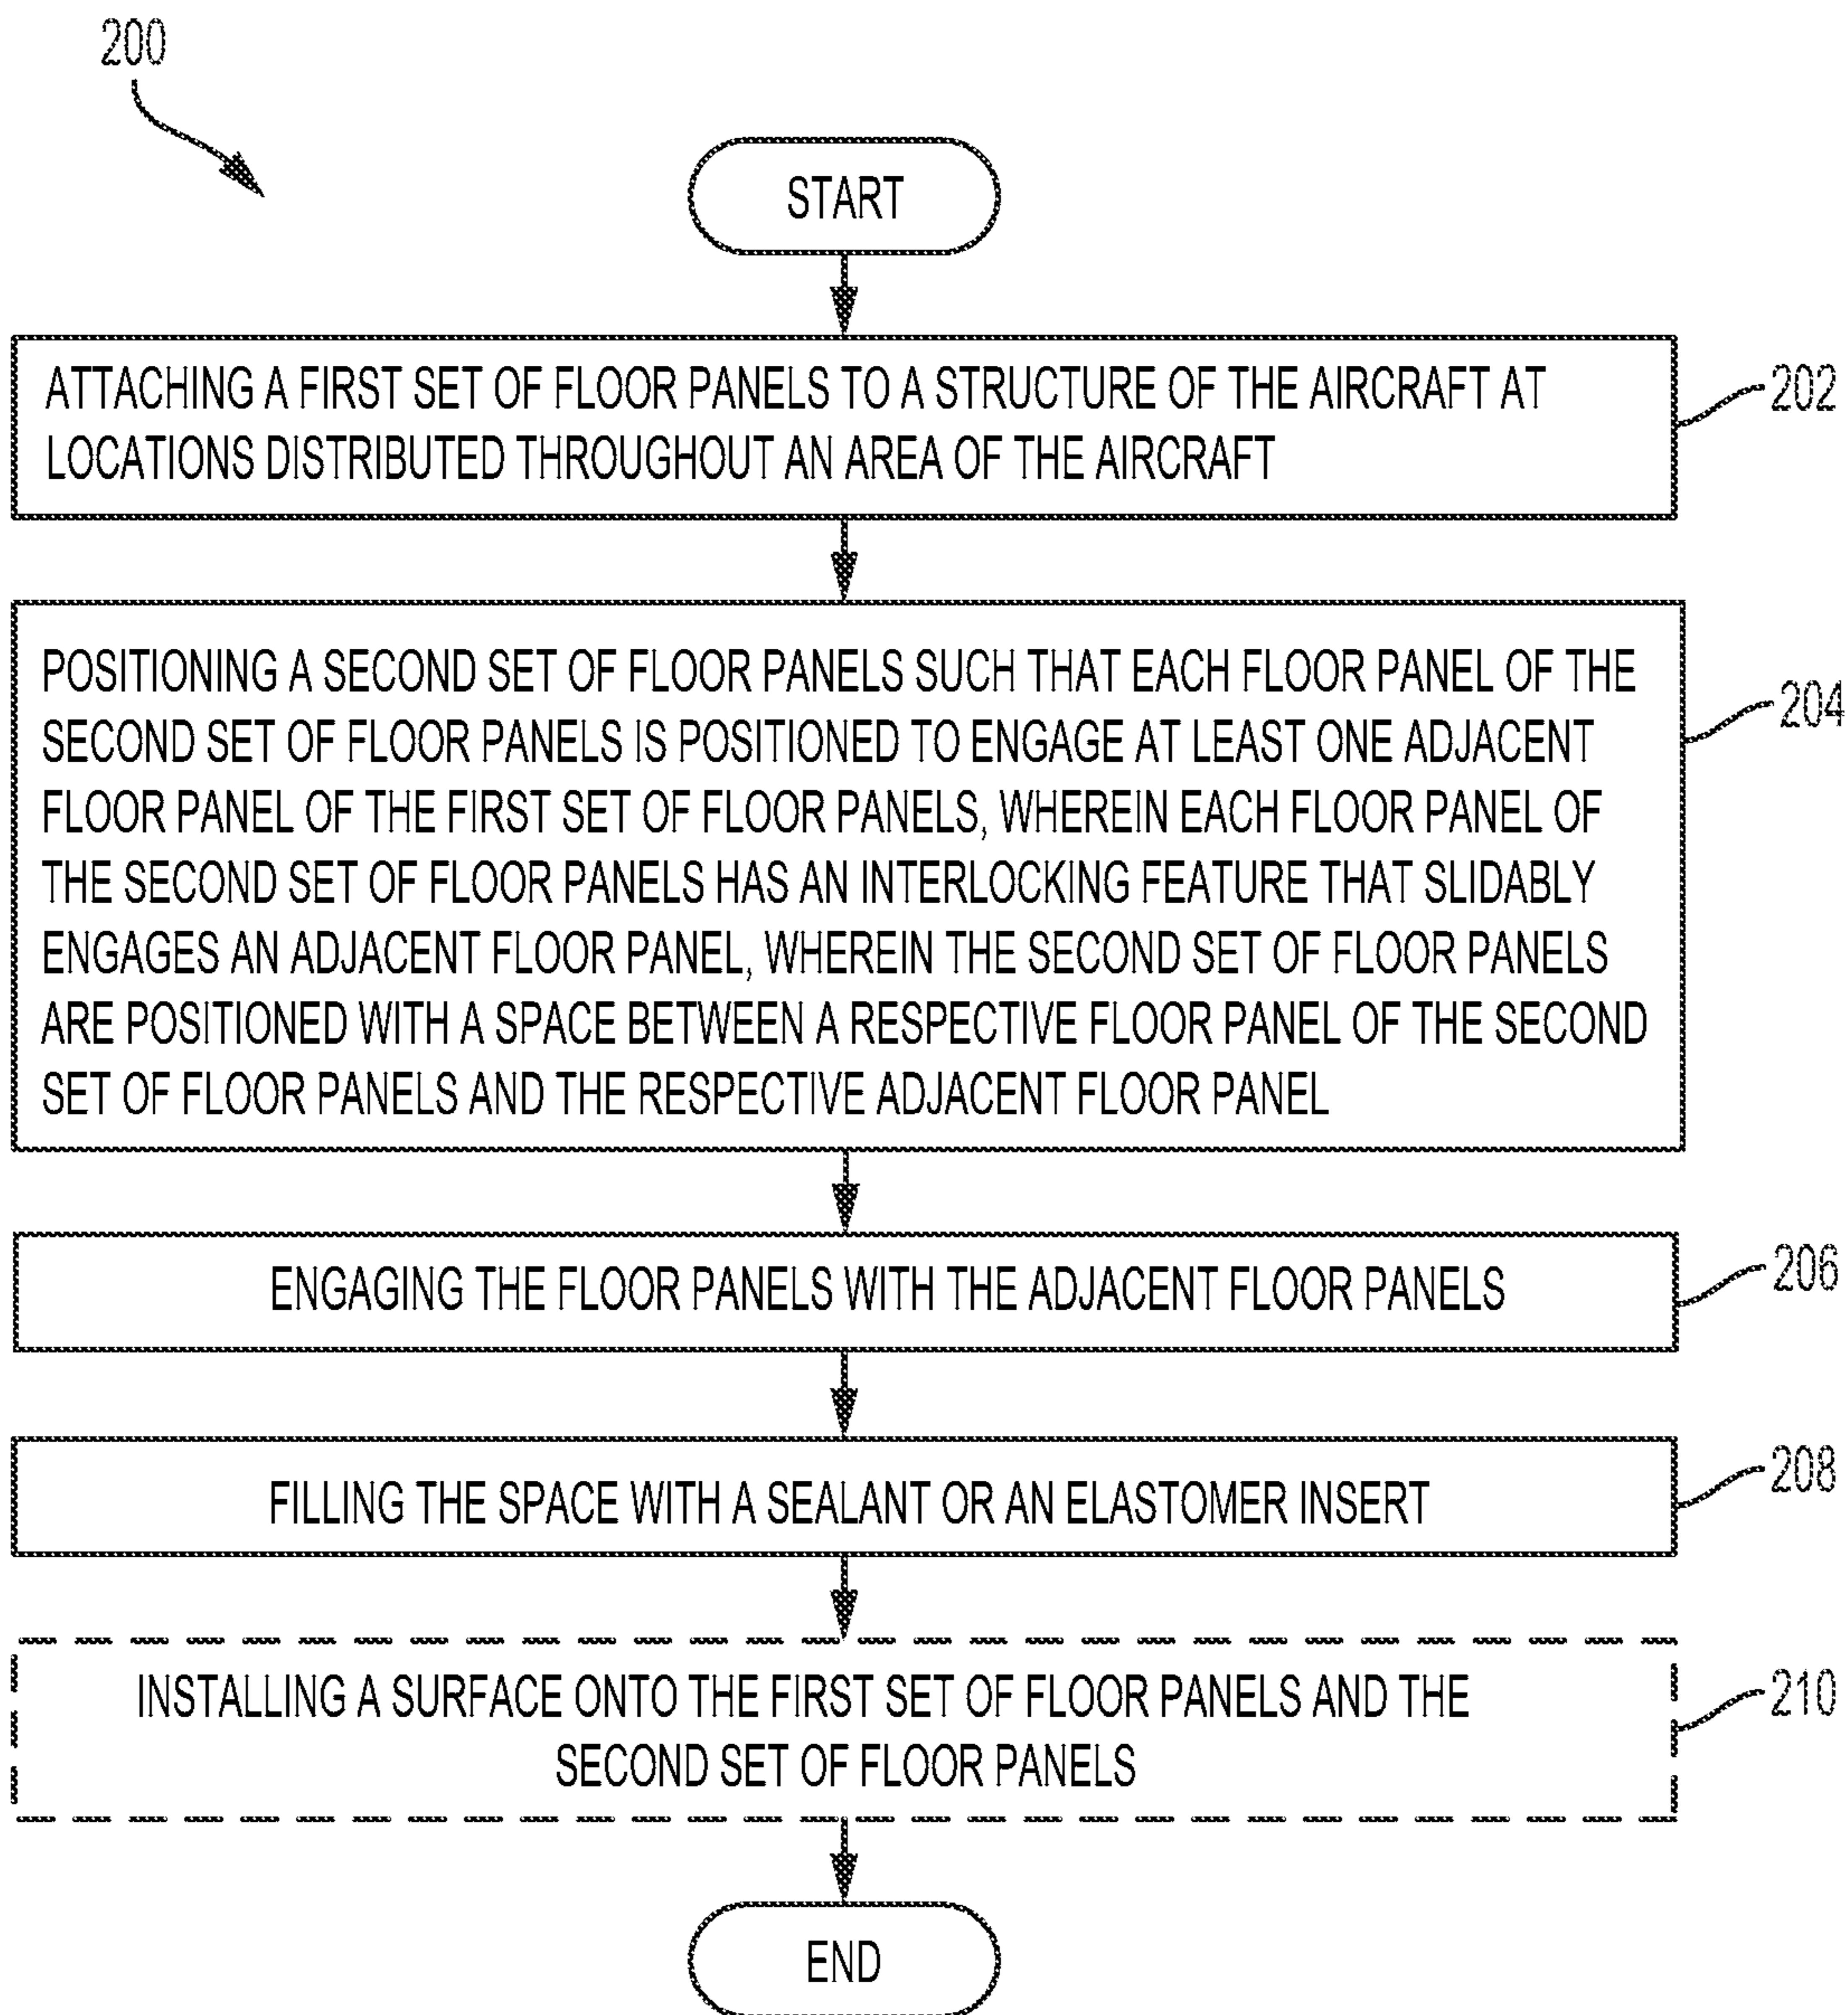 200
START
ATTACHING A FIRST SET OF FLOOR PANELS TO A STRUCTURE OF THE AIRCRAFT AT
LOCATIONS DISTRIBUTED THROUGHOUT AN AREA OF THE AIRCRAFT
202
POSITIONING A SECOND SET OF FLOOR PANELS SUCH THAT EACH FLOOR PANEL OF THE
SECOND SET OF FLOOR PANELS IS POSITIONED TO ENGAGE AT LEAST ONE ADJACENT
FLOOR PANEL OF THE FIRST SET OF FLOOR PANELS, WHEREIN EACH FLOOR PANEL OF
THE SECOND SET OF FLOOR PANELS HAS AN INTERLOCKING FEATURE THAT SLIDABLY
ENGAGES AN ADJACENT FLOOR PANEL, WHEREIN THE SECOND SET OF FLOOR PANELS
ARE POSITIONED WITH A SPACE BETWEEN A RESPECTIVE FLOOR PANEL OF THE SECOND
SET OF FLOOR PANELS AND THE RESPECTIVE ADJACENT FLOOR PANEL
204
ENGAGING THE FLOOR PANELS WITH THE ADJACENT FLOOR PANELS
206
FILLING THE SPACE WITH A SEALANT OR AN ELASTOMER INSERT
208
INSTALLING A SURFACE ONTO THE FIRST SET OF FLOOR PANELS AND THE
SECOND SET OF FLOOR PANELS
210
END